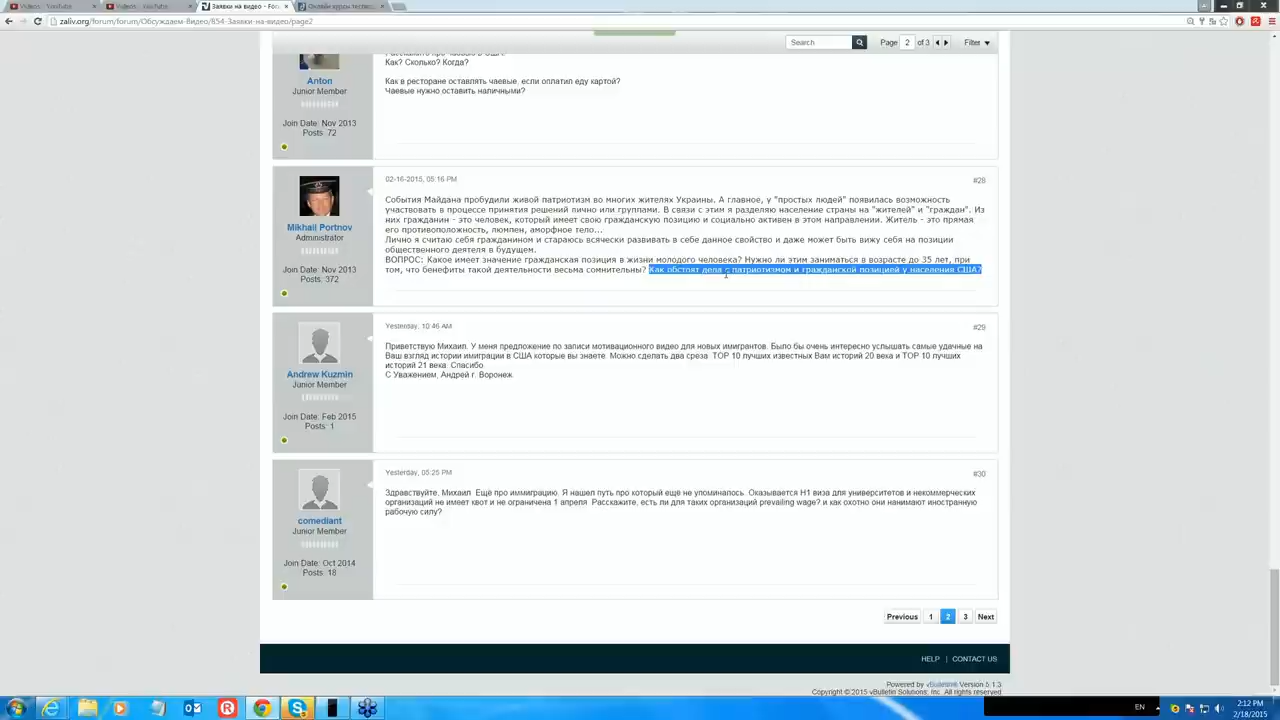 Videos - YouTube
Videos - YouTube
Заявки на видео - Fo
Онлайн курсы тестес
zaliv.org/forum/forum/Обсуждаем-Видео/854-Заявки-на-видео/page2
Search
Page 2 of 3
Filter
Как? Сколько? Когда?
Anton
Junior Member
Как в ресторане оставлять чаевые, если оплатил еду картой?
Чаевые нужно оставить наличными?
Join Date: Nov 2013
Posts: 72
02-16-2015, 05:16 PM
#28
Mikhail Portnov
Administrator
Join Date: Nov 2013
Posts: 372
События Майдана пробудили живой патриотизм во многих жителях Украины. А главное, у "простых людей" появилась возможность
участвовать в процессе принятия решений лично или группами. В связи с этим я разделяю население страны на "жителей" и "граждан". Из
них гражданин - это человек, который имеет свою гражданскую позицию и социально активен в этом направлении. Житель - это прямая
его противоположность, люмпен, аморфное тело...
Лично я считаю себя гражданином и стараюсь всячески развивать в себе данное свойство и даже может быть вижу себя на позиции
общественного деятеля в будущем.
ВОПРОС: Какое имеет значение гражданская позиция в жизни молодого человека? Нужно ли этим заниматься в возрасте до 35 лет, при
том, что бенефиты такой деятельности весьма сомнительны? Как обстоят дела с патриотизмом и гражданской позицией у населения США?
Yesterday, 10:46 AM
#29
Andrew Kuzmin
Junior Member
Join Date: Feb 2015
Posts: 1
Приветствую Михаил. У меня предложение по записи мотивационного видео для новых имигрантов. Было бы очень интересно услышать самые удачные на
Ваш взгляд истории имиграции в США которые вы знаете. Можно сделать два среза TOP 10 лучших известных Вам историй 20 века и TOP 10 лучших
историй 21 века. Спасибо
С Уважением, Андрей г. Воронеж.
Yesterday, 05:25 PM
#30
comediant
Junior Member
Join Date: Oct 2014
Posts: 18
Здравствуйте, Михаил. Ещё про иммиграцию. Я нашел путь про который еще не упоминалось. Оказывается H1 виза для университетов и некоммерческих
организаций не имеет квот и не ограничена 1 апреля. Расскажите, есть ли для таких организаций prevailing wage? и как охотно они нанимают иностранную
рабочую силу?
Previous 1 2 3 Next
HELP | CONTACT US
Powered by vBulletin® Version 5.1.3
Copyright © 2015 vBulletin Solutions, Inc. All rights reserved.
EN
2:12 PM
2/18/2015